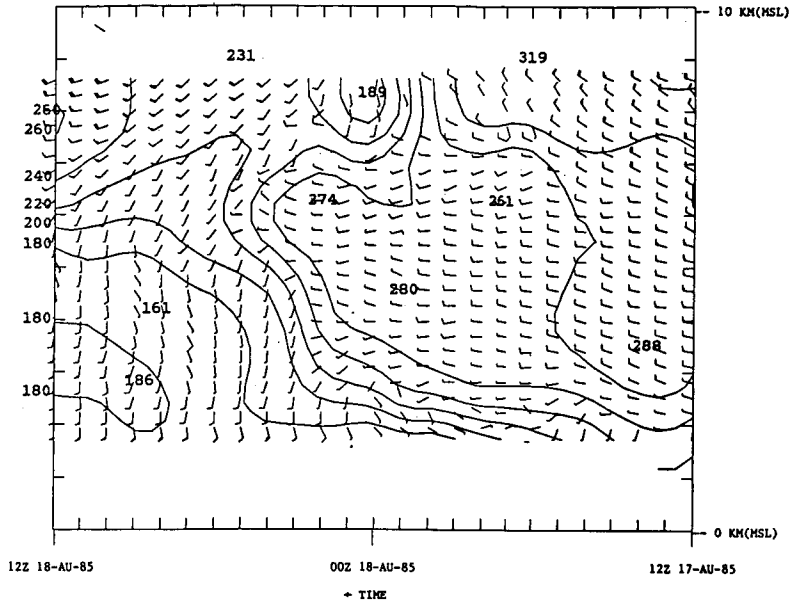 10 KM(MSL)
231
319
189
260
260
240
220
200
180
274
261
280
161
180
288
186
180
0 KM(MSL)
12Z 18-AU-85
00Z 18-AU-85
12Z 17-AU-85
← TIME